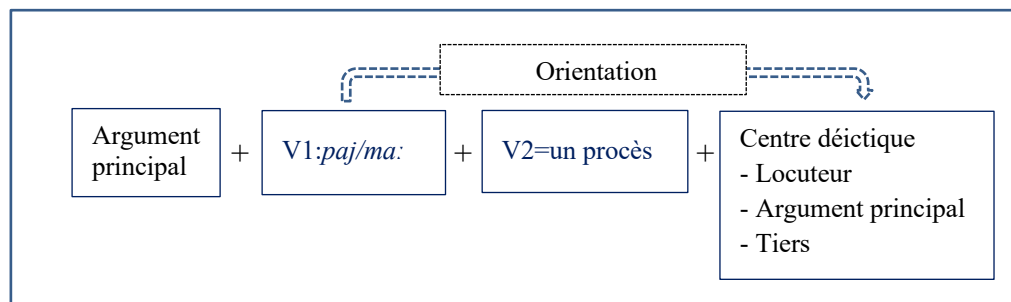 Orientation
Argument
principal
+
V1:paj/ma:
+
V2=un procès
+
Centre déictique
- Locuteur
- Argument principal
- Tiers